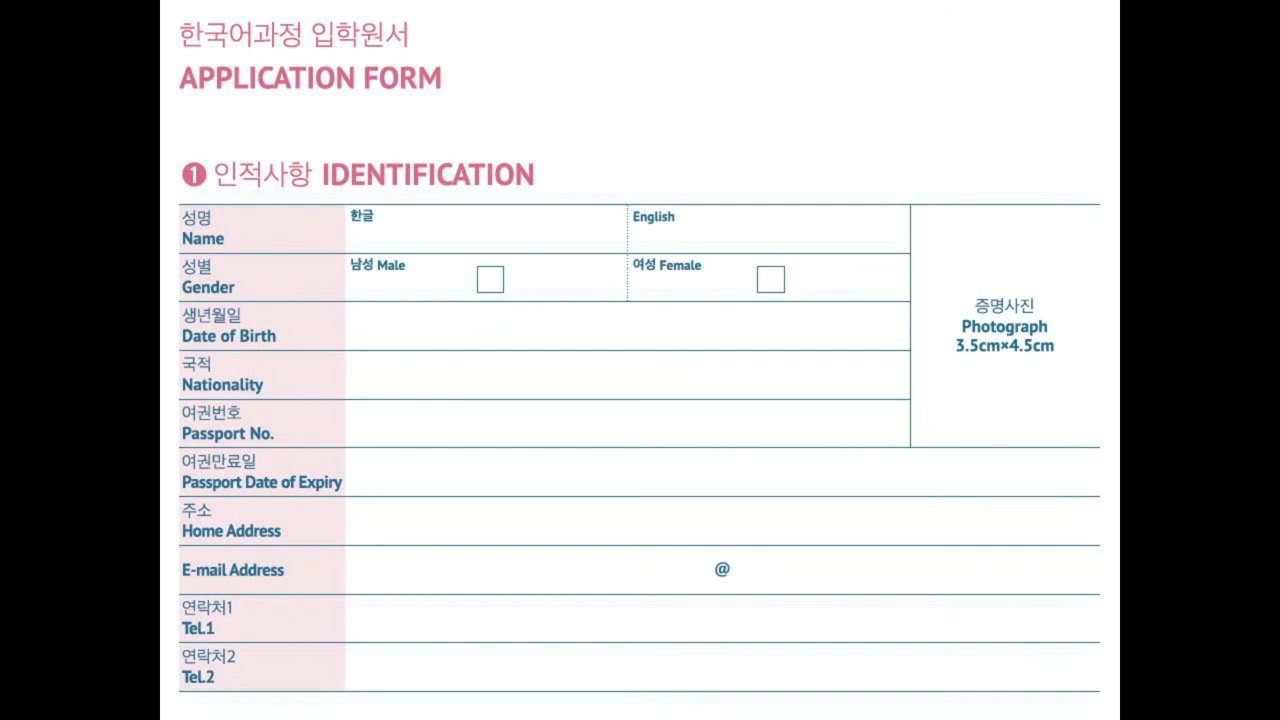 한국어과정 입학원서
APPLICATION FORM
❶ 인적사항 IDENTIFICATION
성명
Name
한글
English
성별
Gender
남성 Male
여성 Female
생년월일
Date of Birth
국적
Nationality
여권번호
Passport No.
증명사진
Photograph
3.5cm×4.5cm
여권만료일
Passport Date of Expiry
주소
Home Address
E-mail Address
@
연락처1
Tel.1
연락처2
Tel.2